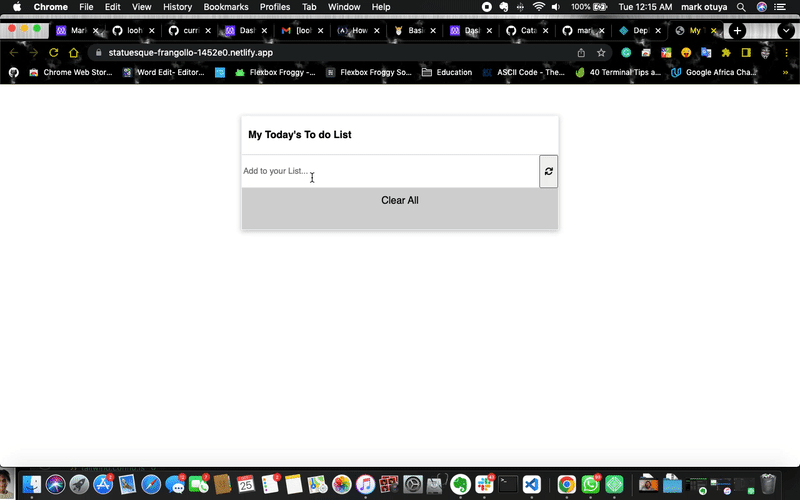 Chrome File Edit View History Bookmarks Profiles Tab Window Help 100% Tue 12:15 AM mark otuya
Mar looh curr Dash [looh How Bas Das Cata mar Dep My
statuesque-frangollo-1452e0.netlify.app
Chrome Web Stor... Word Edit- Editor... Flexbox Froggy -... Flexbox Froggy So... Education ASCII Code - The... 40 Terminal Tips a... Google Africa Cha... »
My Today's To do List
Add to your List...
Clear All
25